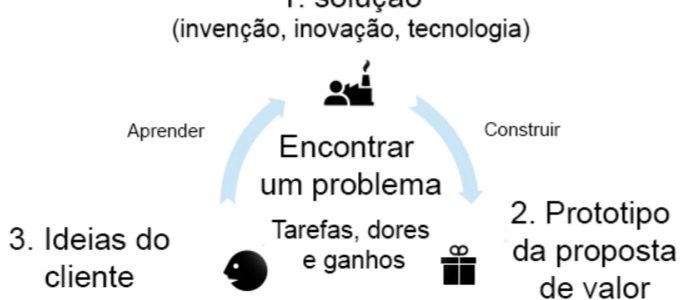 1. solução
(invenção, inovação, tecnologia)
Aprender
Construir
Encontrar
um problema
Tarefas, dores
e ganhos
2. Prototipo
da proposta
de valor
3. Ideias do
cliente